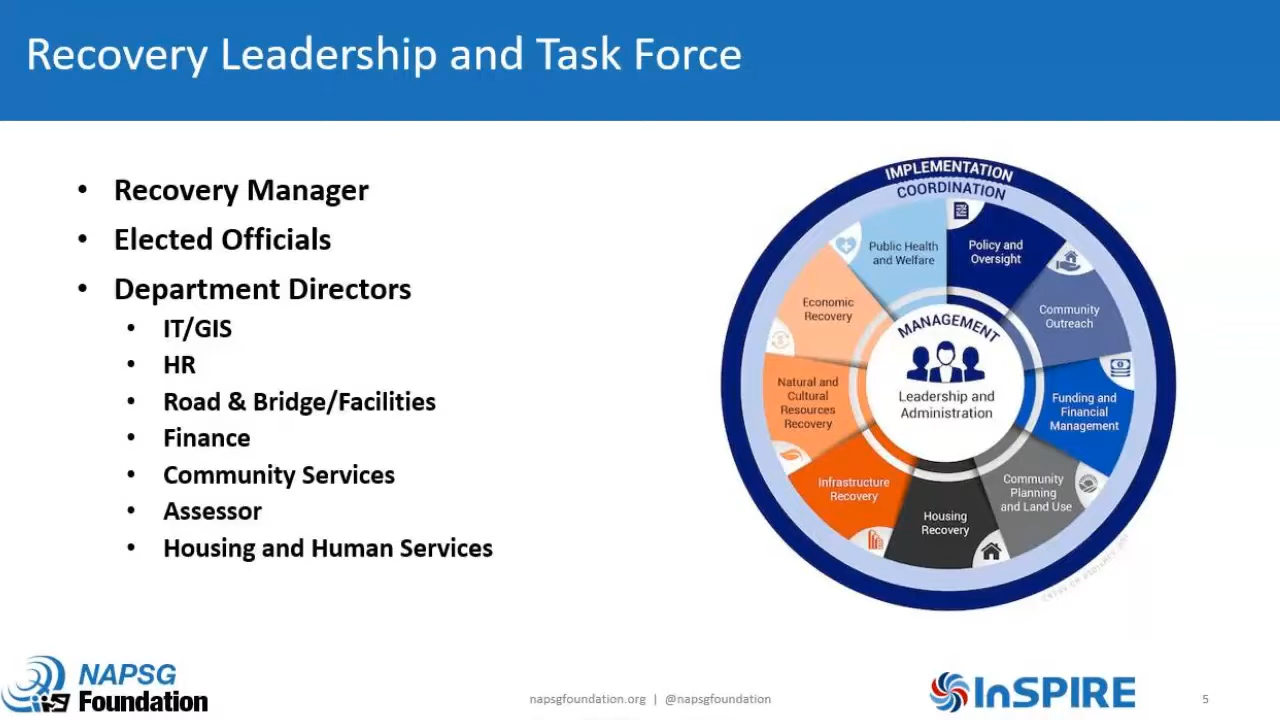 Recovery Leadership and Task Force
• Recovery Manager
• Elected Officials
• Department Directors
• IT/GIS
• HR
• Road & Bridge/Facilities
• Finance
• Community Services
• Assessor
• Housing and Human Services
IMPLEMENTATION
COORDINATION
Public Health
and Welfare
Policy and
Oversight
Community
Outreach
Funding and
Financial
Management
Community
Planning
and Land Use
Housing
Recovery
Infrastructure
Recovery
Natural and
Cultural
Resources
Recovery
Economic
Recovery
MANAGEMENT
Leadership and
Administration
NAPSG
Foundation
napsgfoundation.org | @napsgfoundation
InSPIRE
5